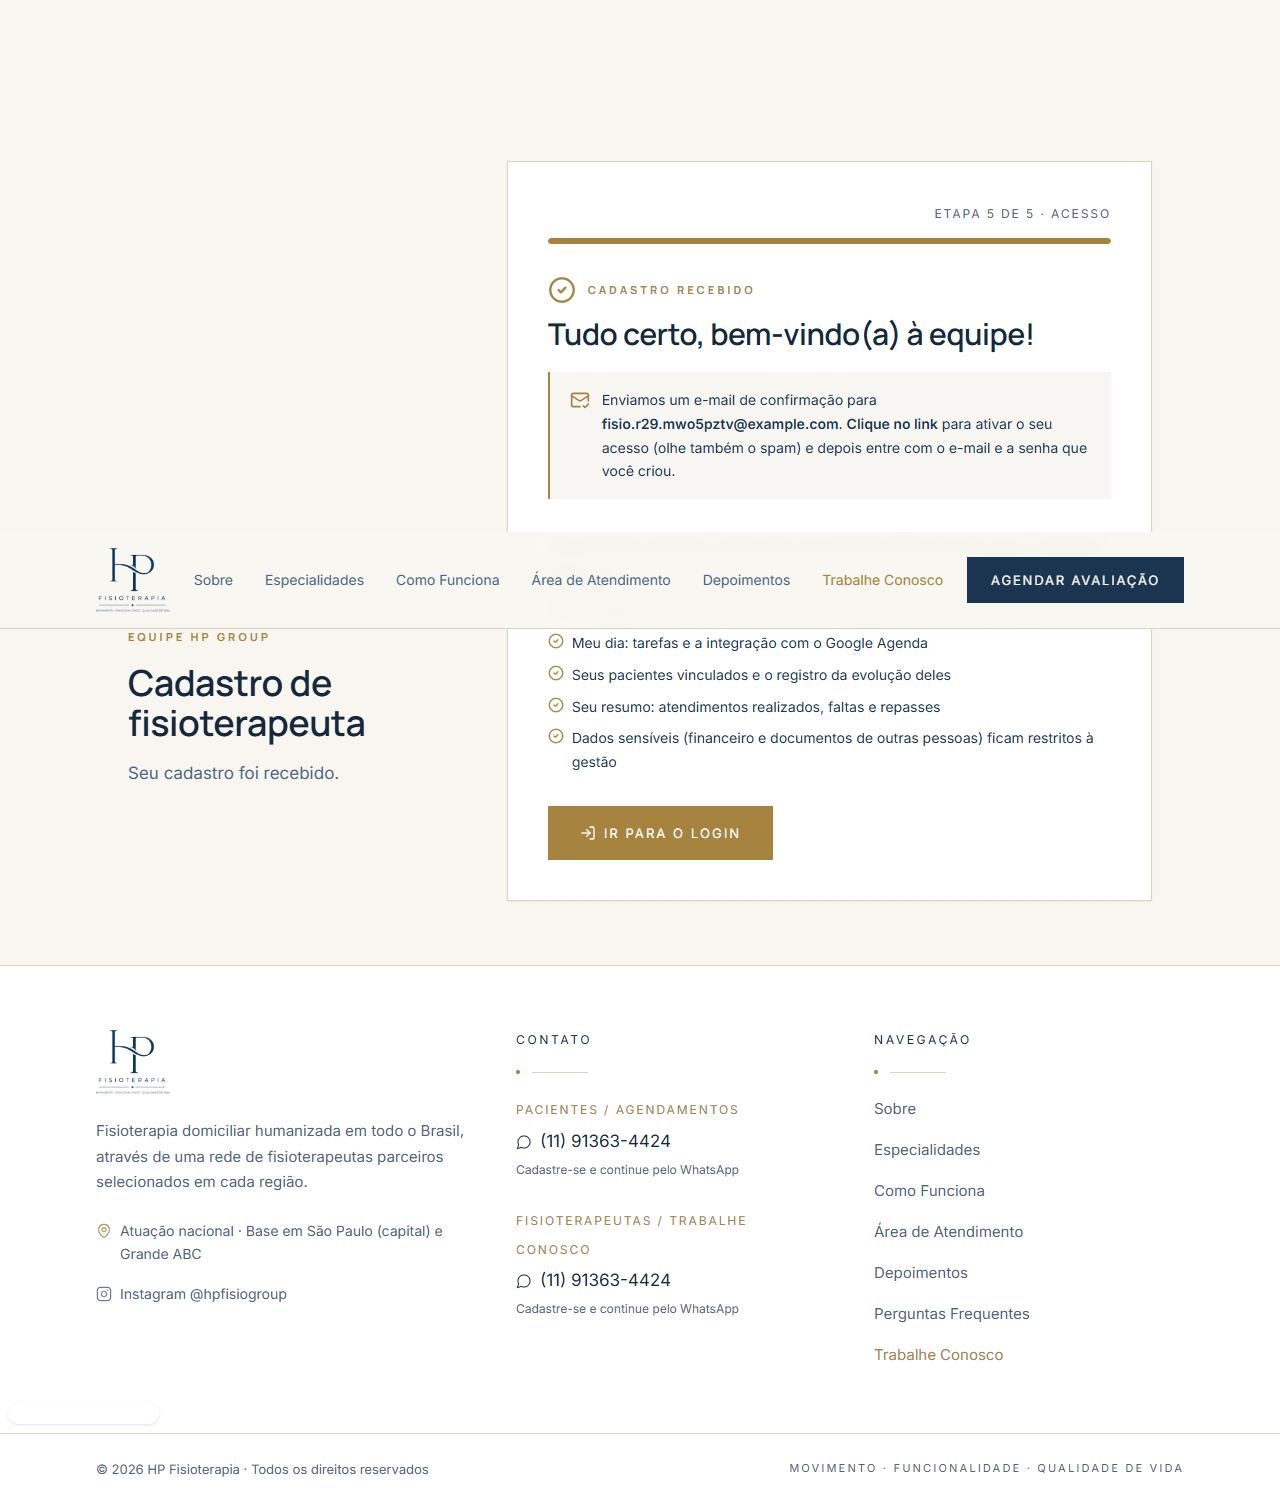 ETAPA 5 DE 5 · ACESSO
CADASTRO RECEBIDO
Tudo certo, bem-vindo(a) à equipe!
Enviamos um e-mail de confirmação para
fisio.r29.mwo5pztv@example.com. Clique no link para ativar o seu
acesso (olhe também o spam) e depois entre com o e-mail e a senha que
você criou.
HP
FISIOTERAPIA
Sobre
Especialidades
Como Funciona
Área de Atendimento
Depoimentos
Trabalhe Conosco
AGENDAR AVALIAÇÃO
EQUIPE HP GROUP
Cadastro de
fisioterapeuta
Seu cadastro foi recebido.
Meu dia: tarefas e a integração com o Google Agenda
Seus pacientes vinculados e o registro da evolução deles
Seu resumo: atendimentos realizados, faltas e repasses
Dados sensíveis (financeiro e documentos de outras pessoas) ficam restritos à
gestão
IR PARA O LOGIN
HP
FISIOTERAPIA
Fisioterapia domiciliar humanizada em todo o Brasil,
através de uma rede de fisioterapeutas parceiros
selecionados em cada região.
Atuação nacional · Base em São Paulo (capital) e
Grande ABC
Instagram @hpfisiogroup
CONTATO
PACIENTES / AGENDAMENTOS
(11) 91363-4424
Cadastre-se e continue pelo WhatsApp
FISIOTERAPEUTAS / TRABALHE
CONOSCO
(11) 91363-4424
Cadastre-se e continue pelo WhatsApp
NAVEGAÇÃO
Sobre
Especialidades
Como Funciona
Área de Atendimento
Depoimentos
Perguntas Frequentes
Trabalhe Conosco
© 2026 HP Fisioterapia · Todos os direitos reservados
MOVIMENTO · FUNCIONALIDADE · QUALIDADE DE VIDA